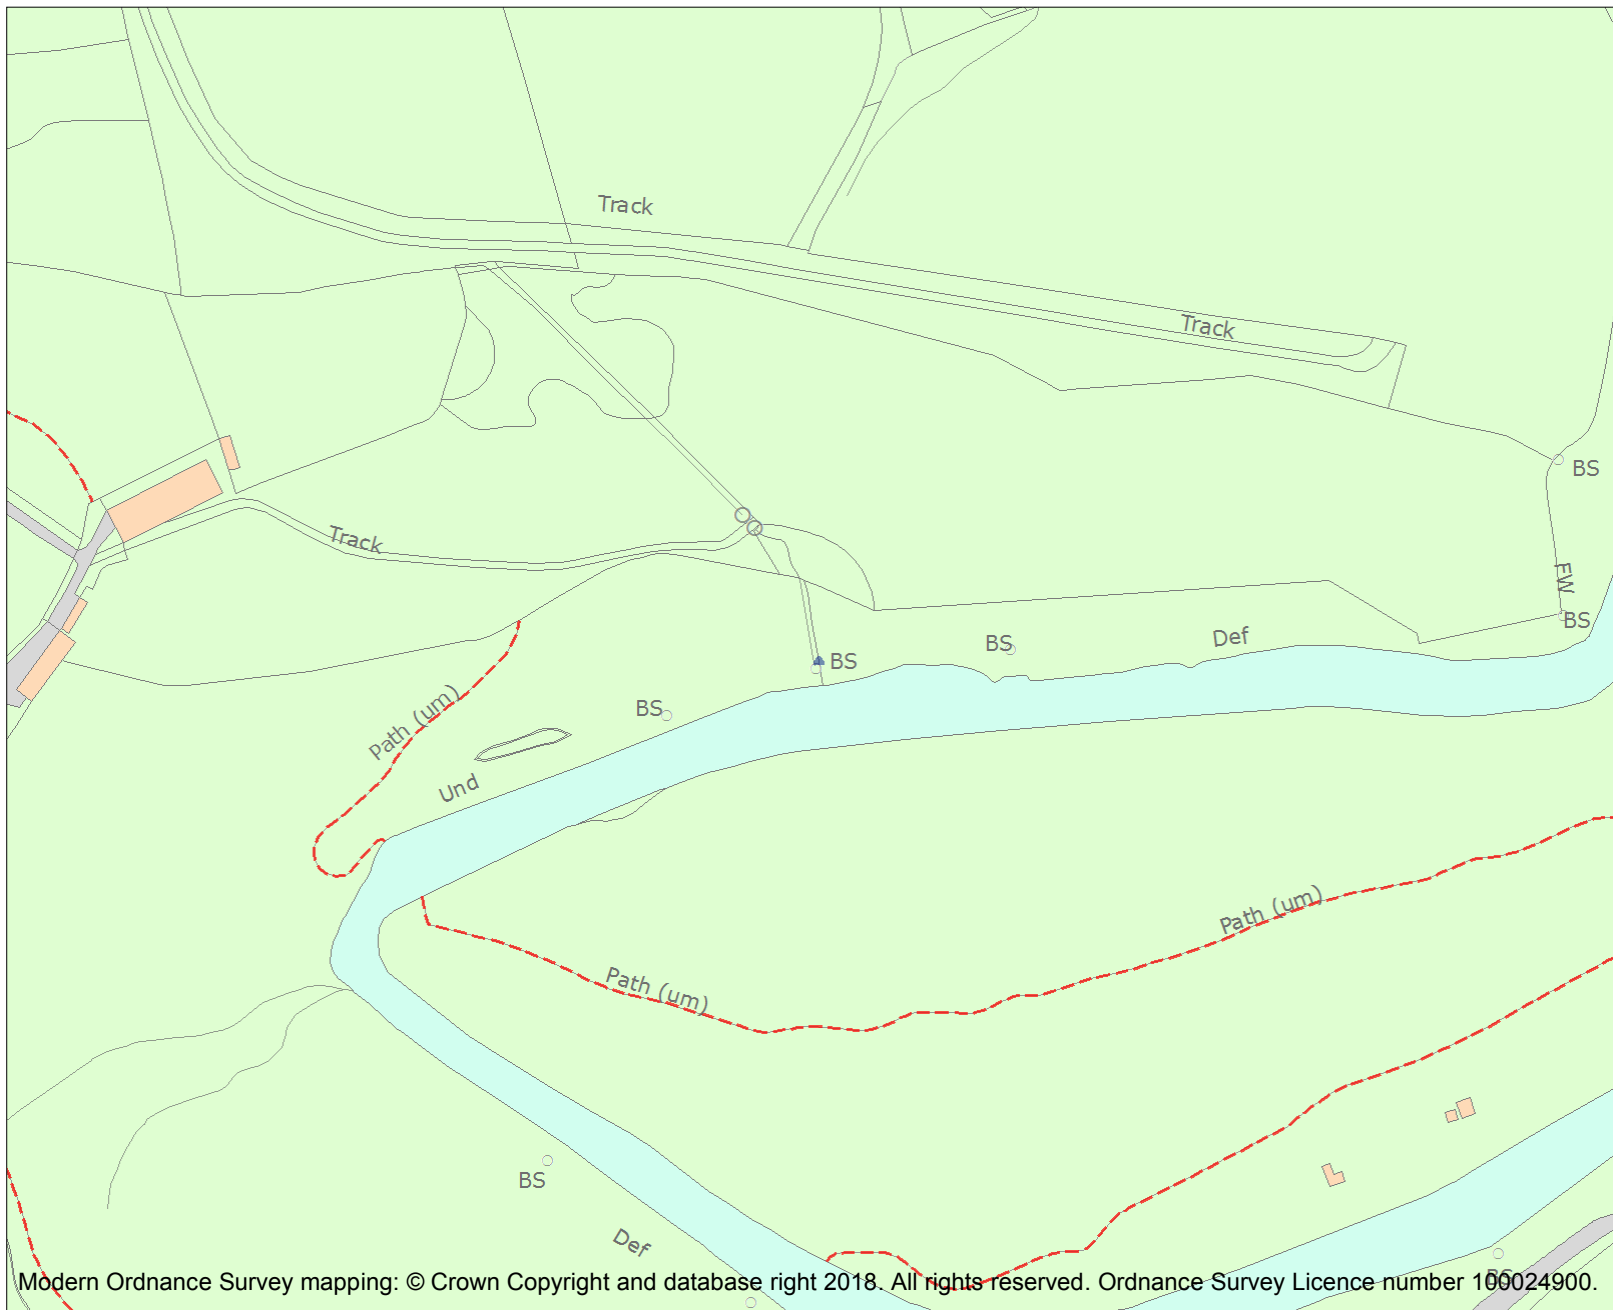 Track
Track
BS
Track
FW
BS
Def
BS
BS
BS
Path (um)
Und
Path (um)
Path (um)
BS
Def
BS
Modern Ordnance Survey mapping: © Crown Copyright and database right 2018. All rights reserved. Ordnance Survey Licence number 100024900.